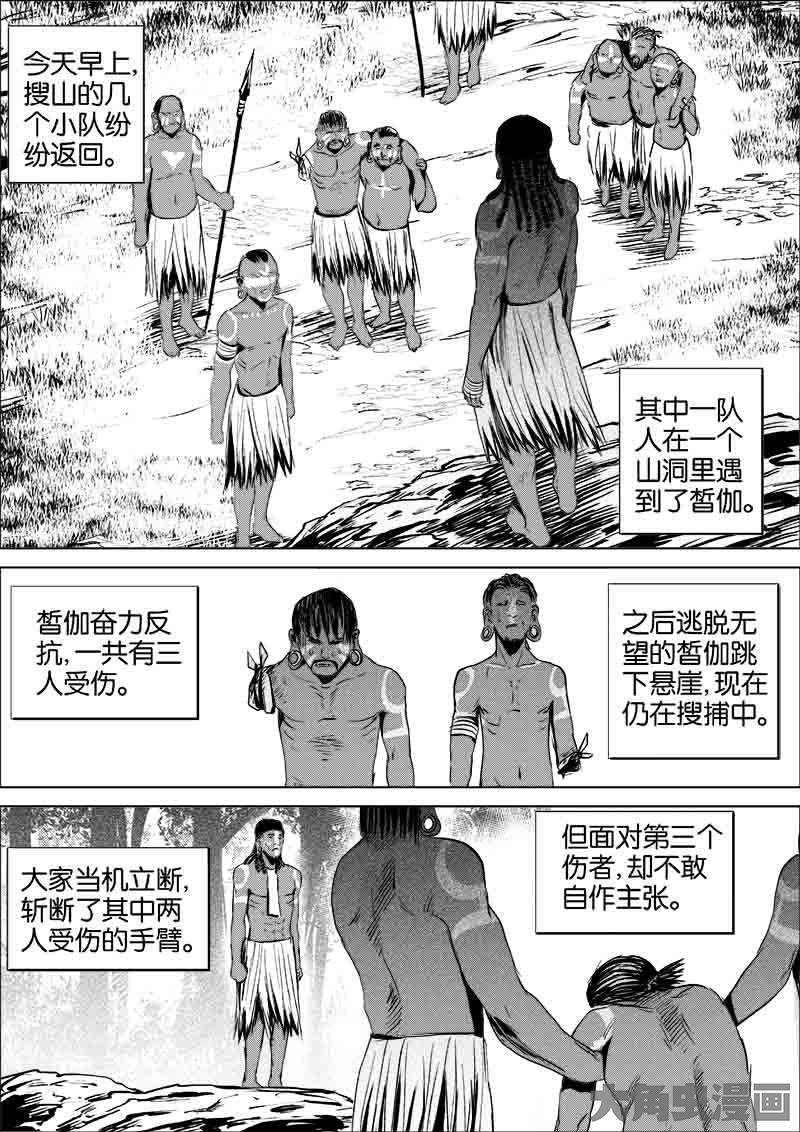 今天早上,
搜山的几
个小队纷
纷返回。
其中一队
人在一个
山洞里遇
到了皙伽。
皙伽奋力反
抗,一共有三
人受伤。
之后逃脱无
望的皙伽跳
下悬崖,现在
仍在搜捕中。
大家当机立断,
斩断了其中两
人受伤的手臂。
但面对第三个
伤者,却不敢
自作主张。
大角虫漫画